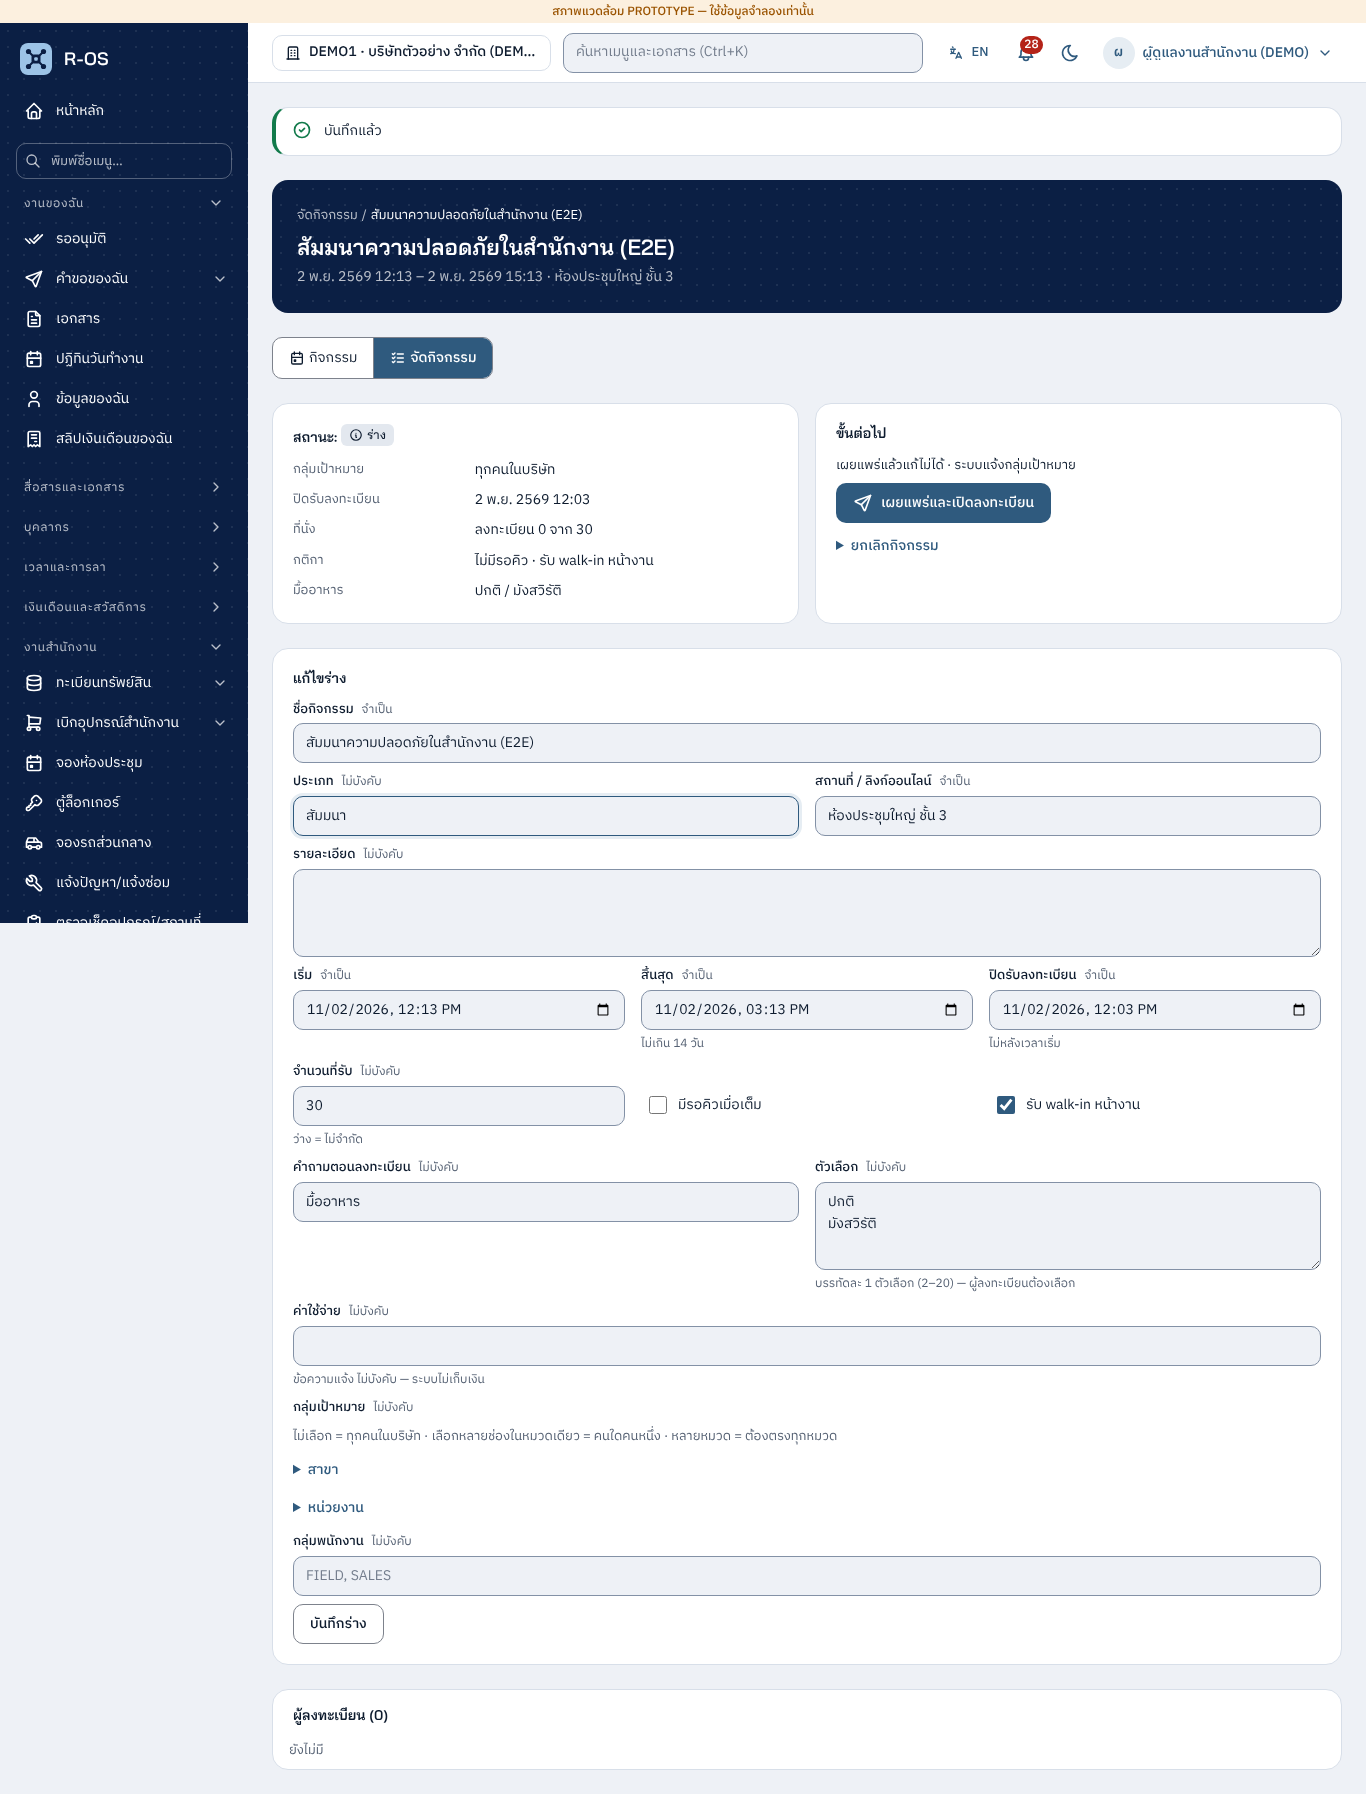 สภาพแวดล้อม PROTOTYPE — ใช้ข้อมูลจำลองเท่านั้น
R-OS
DEMO1 · บริษัทตัวอย่าง จำกัด (DEM...
ค้นหาเมนูและเอกสาร (Ctrl+K)
EN
28
ผ
ผู้ดูแลงานสำนักงาน (DEMO)
หน้าหลัก
พิมพ์ชื่อเมนู...
งานของฉัน
รออนุมัติ
คำขอของฉัน
เอกสาร
ปฏิทินวันทำงาน
ข้อมูลของฉัน
สลิปเงินเดือนของฉัน
สื่อสารและเอกสาร
บุคลากร
เวลาและการลา
เงินเดือนและสวัสดิการ
งานสำนักงาน
ทะเบียนทรัพย์สิน
เบิกอุปกรณ์สำนักงาน
จองห้องประชุม
ตู้ล็อกเกอร์
จองรถส่วนกลาง
แจ้งปัญหา/แจ้งซ่อม
ตรวจเช็คอุปกรณ์/สถานที่
บันทึกแล้ว
จัดกิจกรรม / สัมมนาความปลอดภัยในสำนักงาน (E2E)
สัมมนาความปลอดภัยในสำนักงาน (E2E)
2 พ.ย. 2569 12:13 – 2 พ.ย. 2569 15:13 · ห้องประชุมใหญ่ ชั้น 3
กิจกรรม
จัดกิจกรรม
สถานะ: ร่าง
กลุ่มเป้าหมาย ทุกคนในบริษัท
ปิดรับลงทะเบียน 2 พ.ย. 2569 12:03
ที่นั่ง ลงทะเบียน 0 จาก 30
กติกา ไม่มีรอคิว · รับ walk-in หน้างาน
มื้ออาหาร ปกติ / มังสวิรัติ
ขั้นต่อไป
เผยแพร่แล้วแก้ไม่ได้ · ระบบแจ้งกลุ่มเป้าหมาย
เผยแพร่และเปิดลงทะเบียน
ยกเลิกกิจกรรม
แก้ไขร่าง
ชื่อกิจกรรม จำเป็น
สัมมนาความปลอดภัยในสำนักงาน (E2E)
ประเภท ไม่บังคับ
สัมมนา
สถานที่ / ลิงก์ออนไลน์ จำเป็น
ห้องประชุมใหญ่ ชั้น 3
รายละเอียด ไม่บังคับ
เริ่ม จำเป็น
11/02/2026, 12:13 PM
สิ้นสุด จำเป็น
11/02/2026, 03:13 PM
ไม่เกิน 14 วัน
ปิดรับลงทะเบียน จำเป็น
11/02/2026, 12:03 PM
ไม่หลังเวลาเริ่ม
จำนวนที่รับ ไม่บังคับ
30
ว่าง = ไม่จำกัด
มีรอคิวเมื่อเต็ม
รับ walk-in หน้างาน
คำถามตอนลงทะเบียน ไม่บังคับ
มื้ออาหาร
ตัวเลือก ไม่บังคับ
ปกติ
มังสวิรัติ
บรรทัดละ 1 ตัวเลือก (2–20) — ผู้ลงทะเบียนต้องเลือก
ค่าใช้จ่าย ไม่บังคับ
ข้อความแจ้ง ไม่บังคับ — ระบบไม่เก็บเงิน
กลุ่มเป้าหมาย ไม่บังคับ
ไม่เลือก = ทุกคนในบริษัท · เลือกหลายช่องในหมวดเดียว = คนใดคนหนึ่ง · หลายหมวด = ต้องตรงทุกหมวด
สาขา
หน่วยงาน
กลุ่มพนักงาน ไม่บังคับ
FIELD, SALES
บันทึกร่าง
ผู้ลงทะเบียน (0)
ยังไม่มี